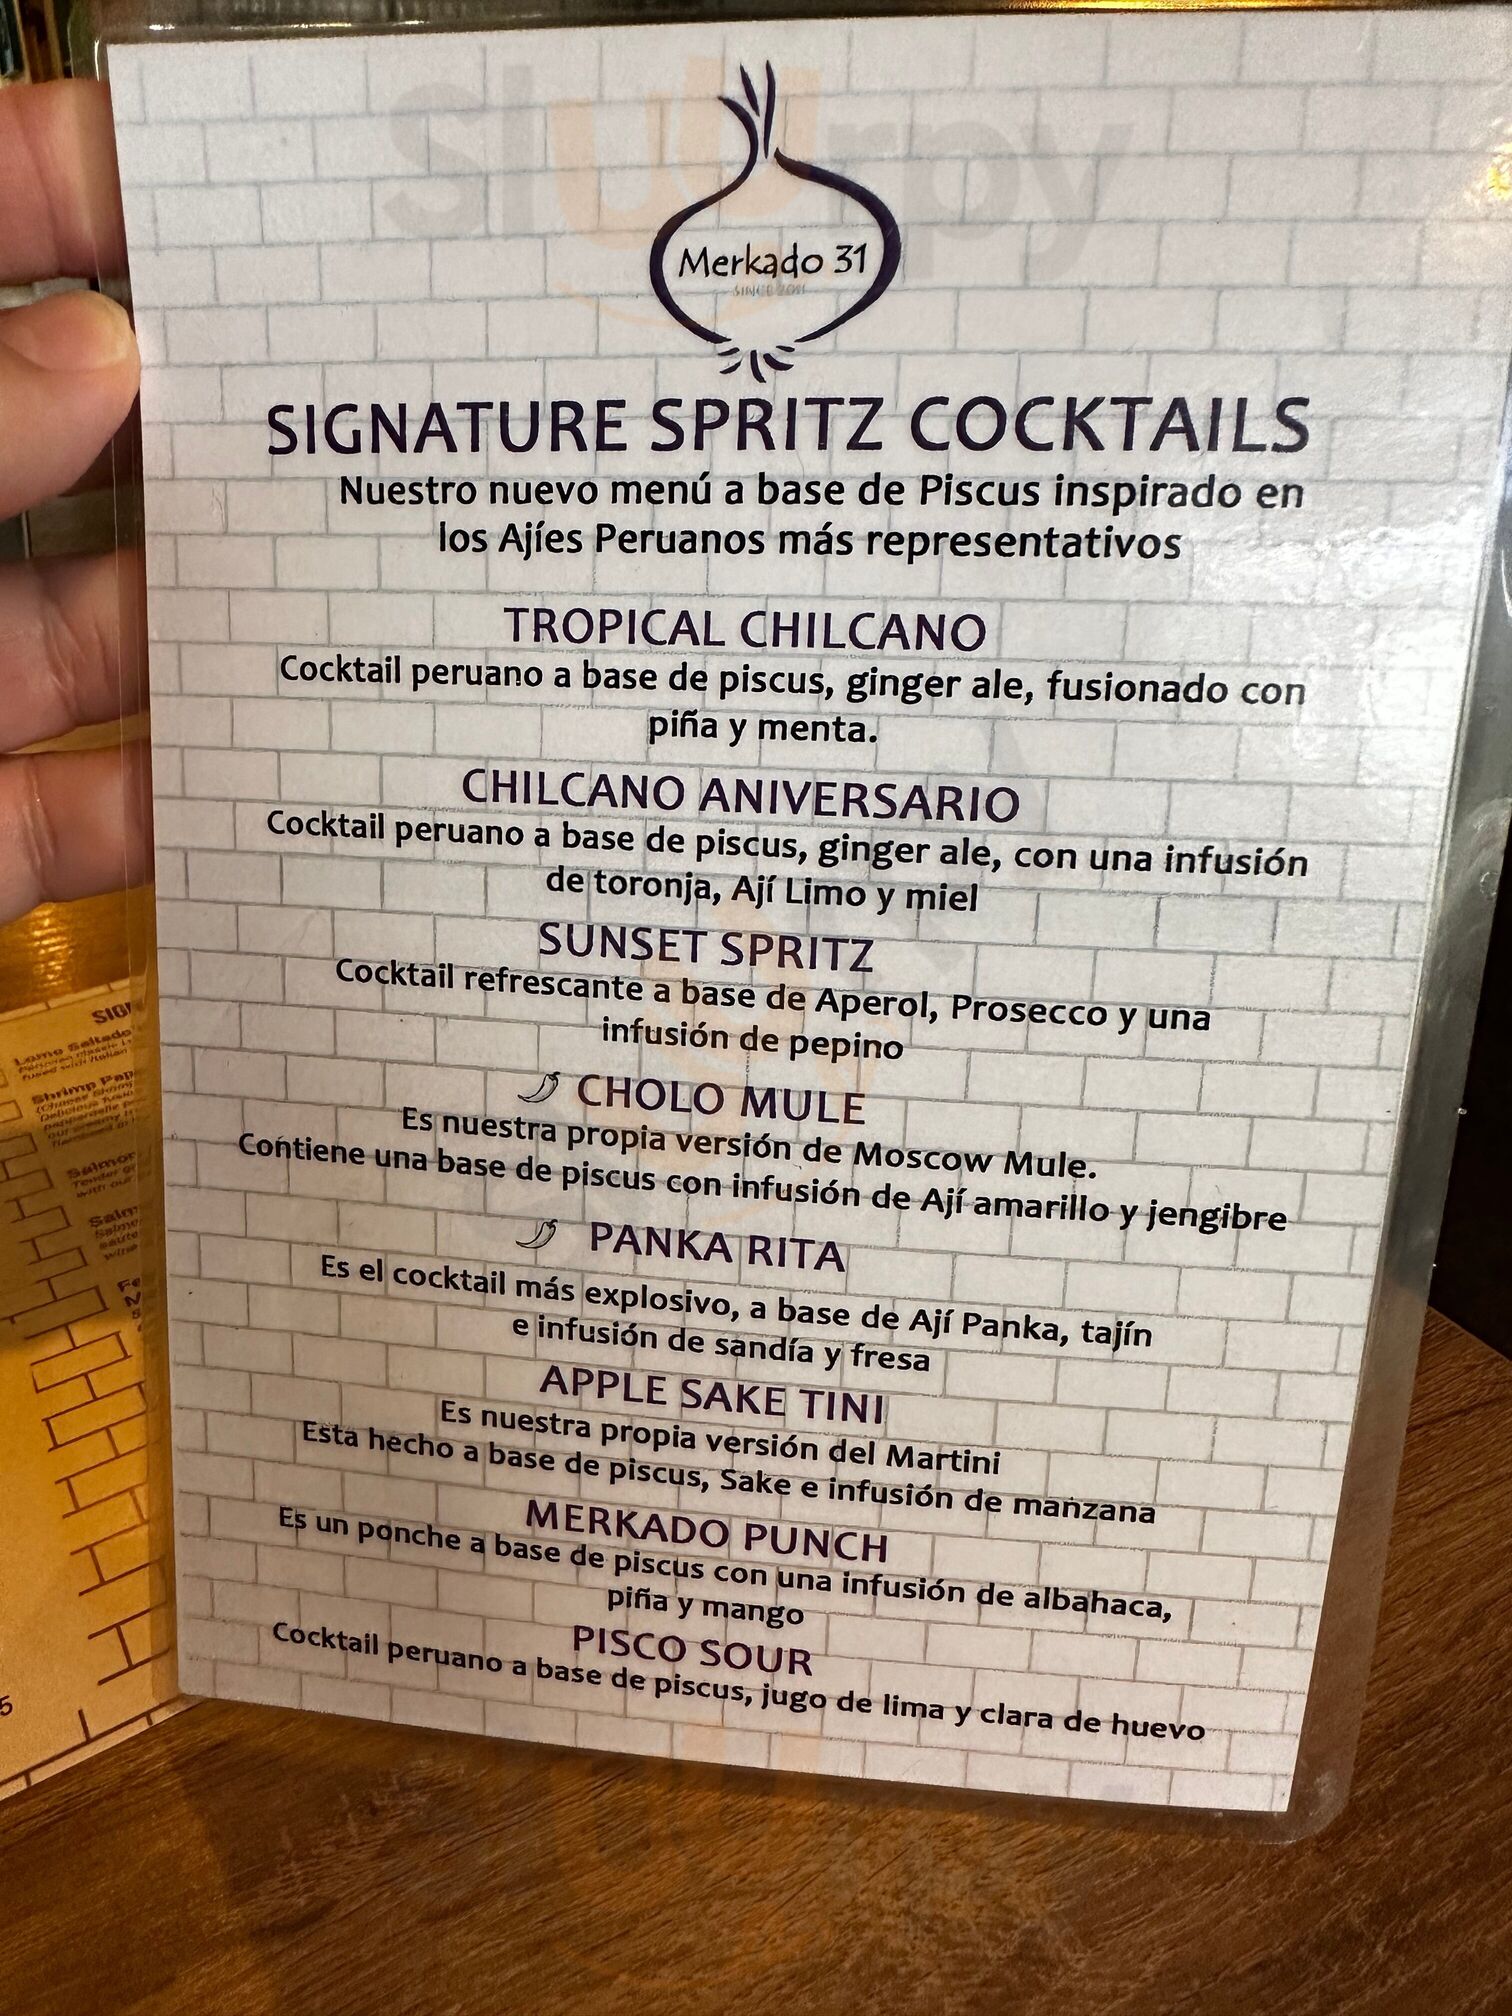 sluurpy
Merkado 31
SINCE 2011
SIGNATURE SPRITZ COCKTAILS
Nuestro nuevo menú a base de Piscus inspirado en
los Ajíes Peruanos más representativos
TROPICAL CHILCANO
Cocktail peruano a base de piscus, ginger ale, fusionado con
piña y menta.
CHILCANO ANIVERSARIO
Cocktail peruano a base de piscus, ginger ale, con una infusión
de toronja, Ají Limo y miel
SUNSET SPRITZ
Cocktail refrescante a base de Aperol, Prosecco y una
infusión de pepino
CHOLO MULE
Es nuestra propia versión de Moscow Mule.
Contiene una base de piscus con infusión de Ají amarillo y jengibre
PANKA RITA
Es el cocktail más explosivo, a base de Ají Panka, tajín
e infusión de sandía y fresa
APPLE SAKE TINI
Es nuestra propia versión del Martini
Esta hecho a base de piscus, Sake e infusión de manzana
MERKADO PUNCH
Es un ponche a base de piscus con una infusión de albahaca,
piña y mango
PISCO SOUR
Cocktail peruano a base de piscus, jugo de lima y clara de huevo
Lomo Saltado
Shrimp
5